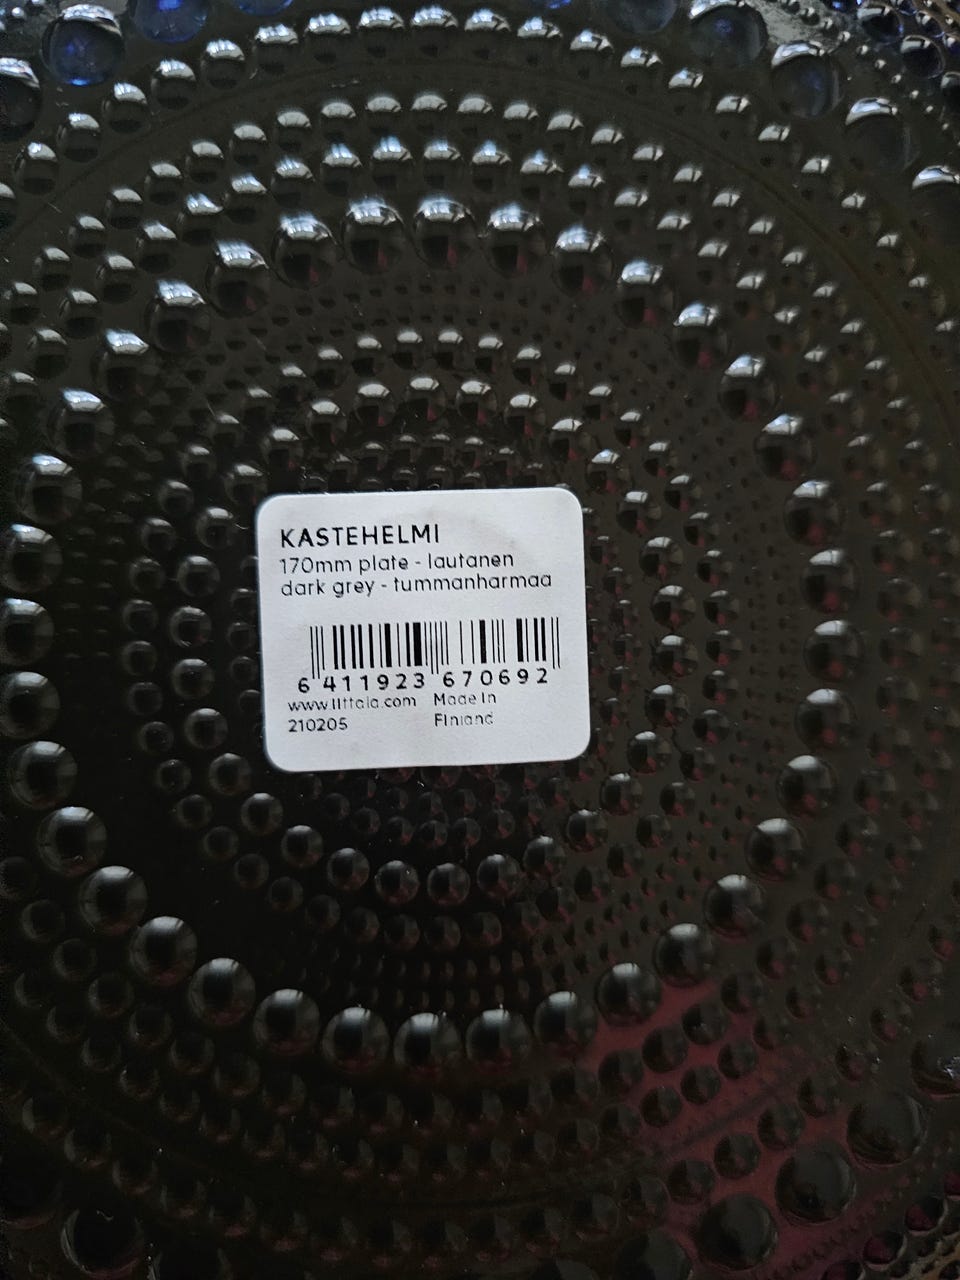 KASTEHELMI
170mm plate - lautanen
dark grey - tummanharmaa
6 411923 670692
www.iittala.com Made in
210205 Finland